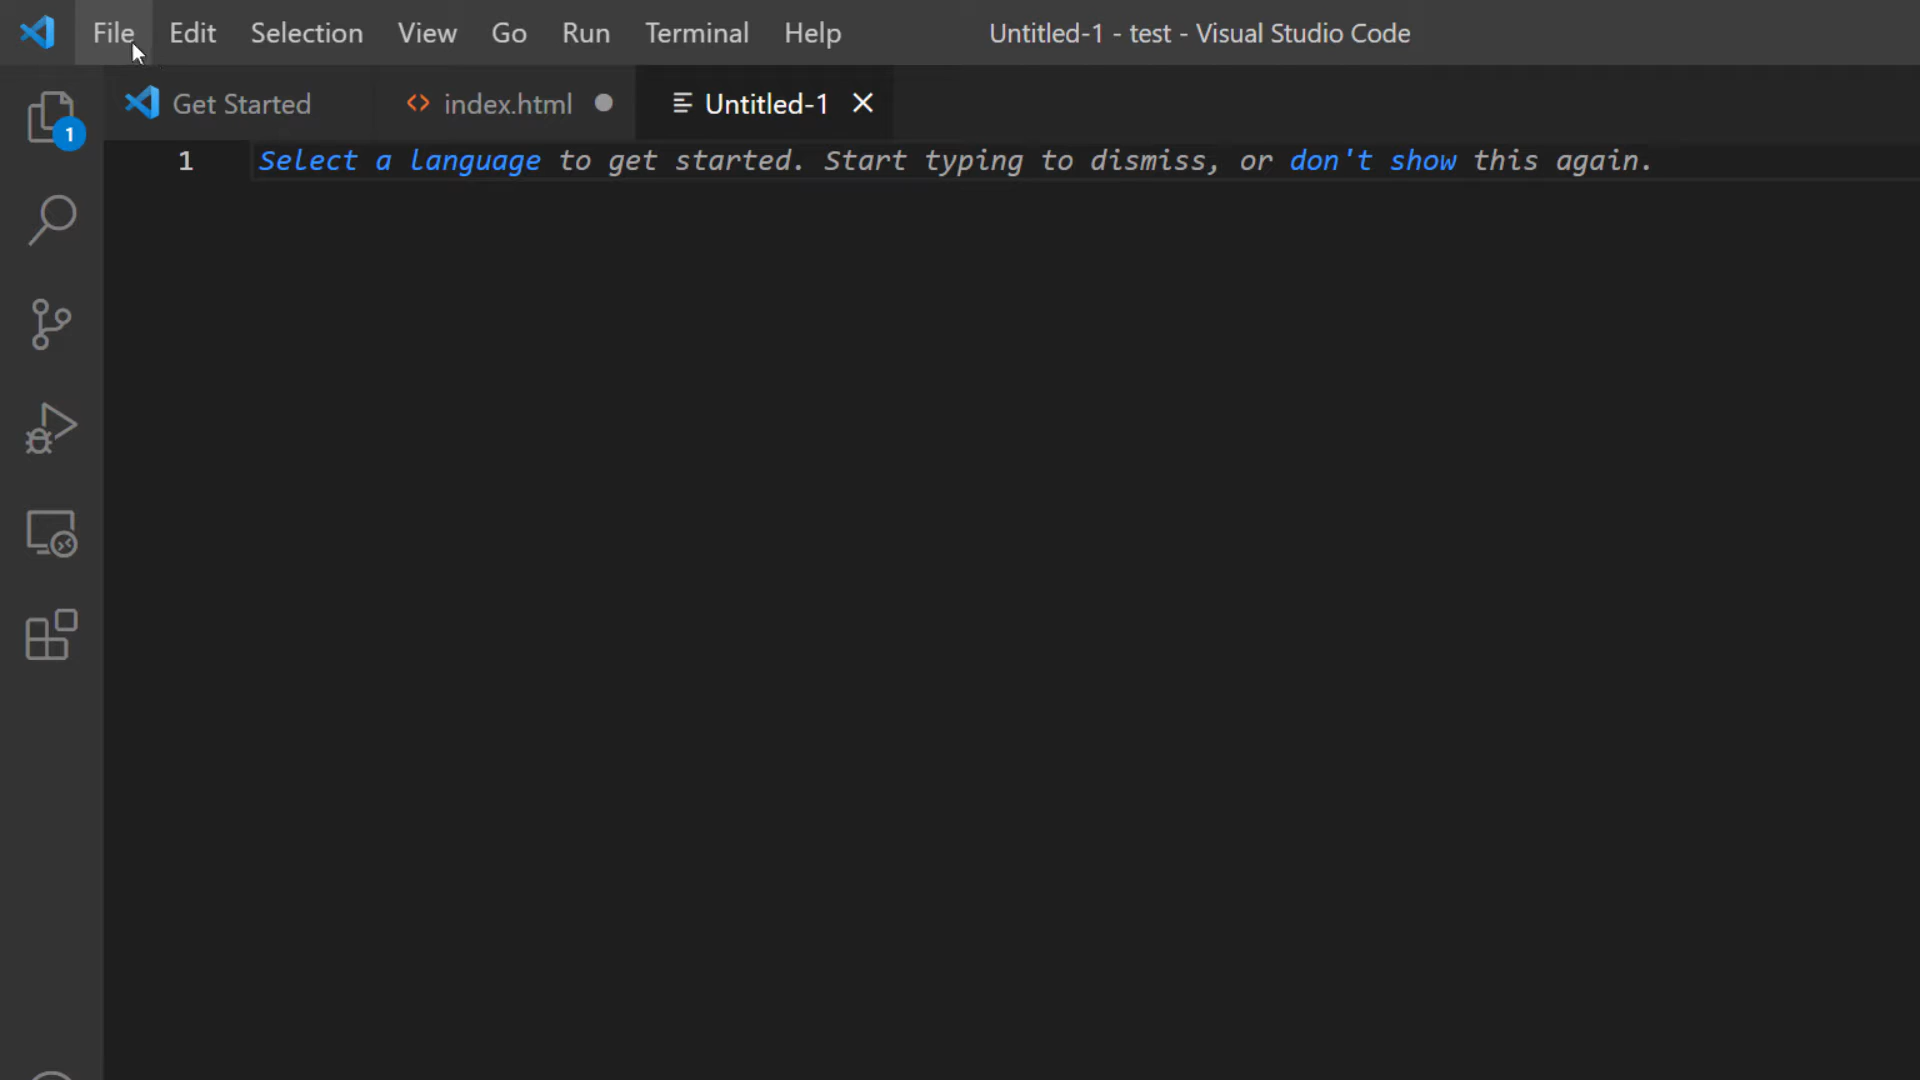 File Edit Selection View Go Run Terminal Help Untitled-1 - test - Visual Studio Code
Get Started index.html Untitled-1
1
1 Select a language to get started. Start typing to dismiss, or don't show this again.